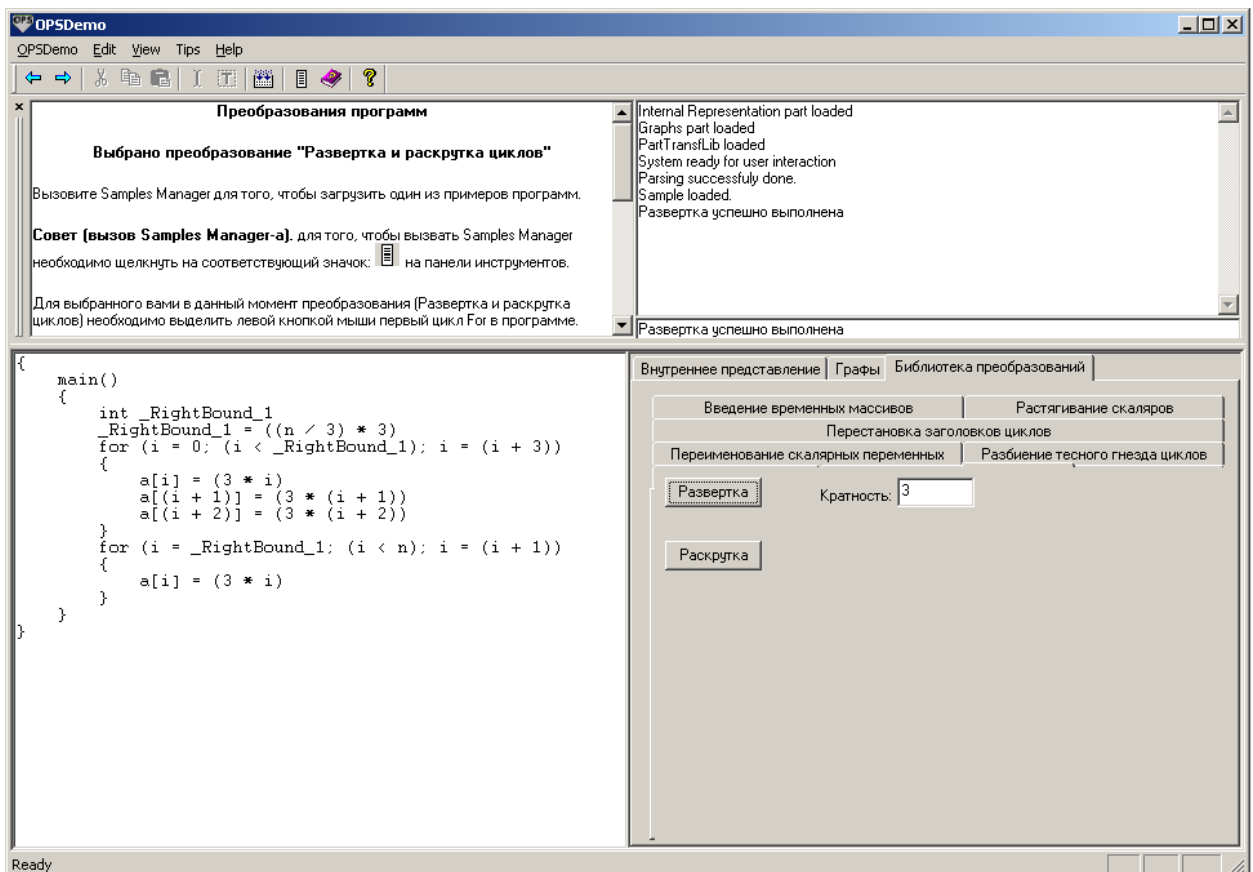 OPSDemo
OPSDemo Edit View Tips Help
Преобразования программ
Выбрано преобразование "Развертка и раскрутка циклов"
Вызовите Samples Manager для того, чтобы загрузить один из примеров программ.
Совет (вызов Samples Manager-а). для того, чтобы вызвать Samples Manager
необходимо щелкнуть на соответствующий значок: на панели инструментов.
Для выбранного вами в данный момент преобразования (Развертка и раскрутка
циклов) необходимо выделить левой кнопкой мыши первый цикл For в программе.
Internal Representation part loaded
Graphs part loaded
PartTransfLib loaded
System ready for user interaction
Parsing successfuly done.
Sample loaded.
Развертка успешно выполнена
Развертка успешно выполнена
{
main()
{
int _RightBound_1
_RightBound_1 = ((n / 3) * 3)
for (i = 0; (i < _RightBound_1); i = (i + 3))
{
a[i] = (3 * i)
a[(i + 1)] = (3 * (i + 1))
a[(i + 2)] = (3 * (i + 2))
}
for (i = _RightBound_1; (i < n); i = (i + 1))
{
a[i] = (3 * i)
}
}
}
Внутреннее представление Графы Библиотека преобразований
Введение временных массивов Растягивание скаляров
Перестановка заголовков циклов
Переименование скалярных переменных Разбиение тесного гнезда циклов
Развертка Кратность: 3
Раскрутка
Ready